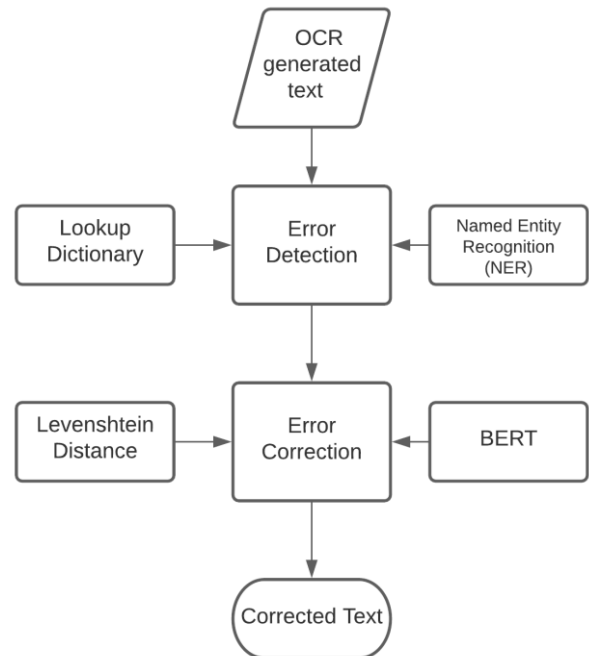 OCR
generated
text
Lookup
Dictionary
Error
Detection
Named Entity
Recognition
(NER)
Levenshtein
Distance
Error
Correction
BERT
Corrected Text